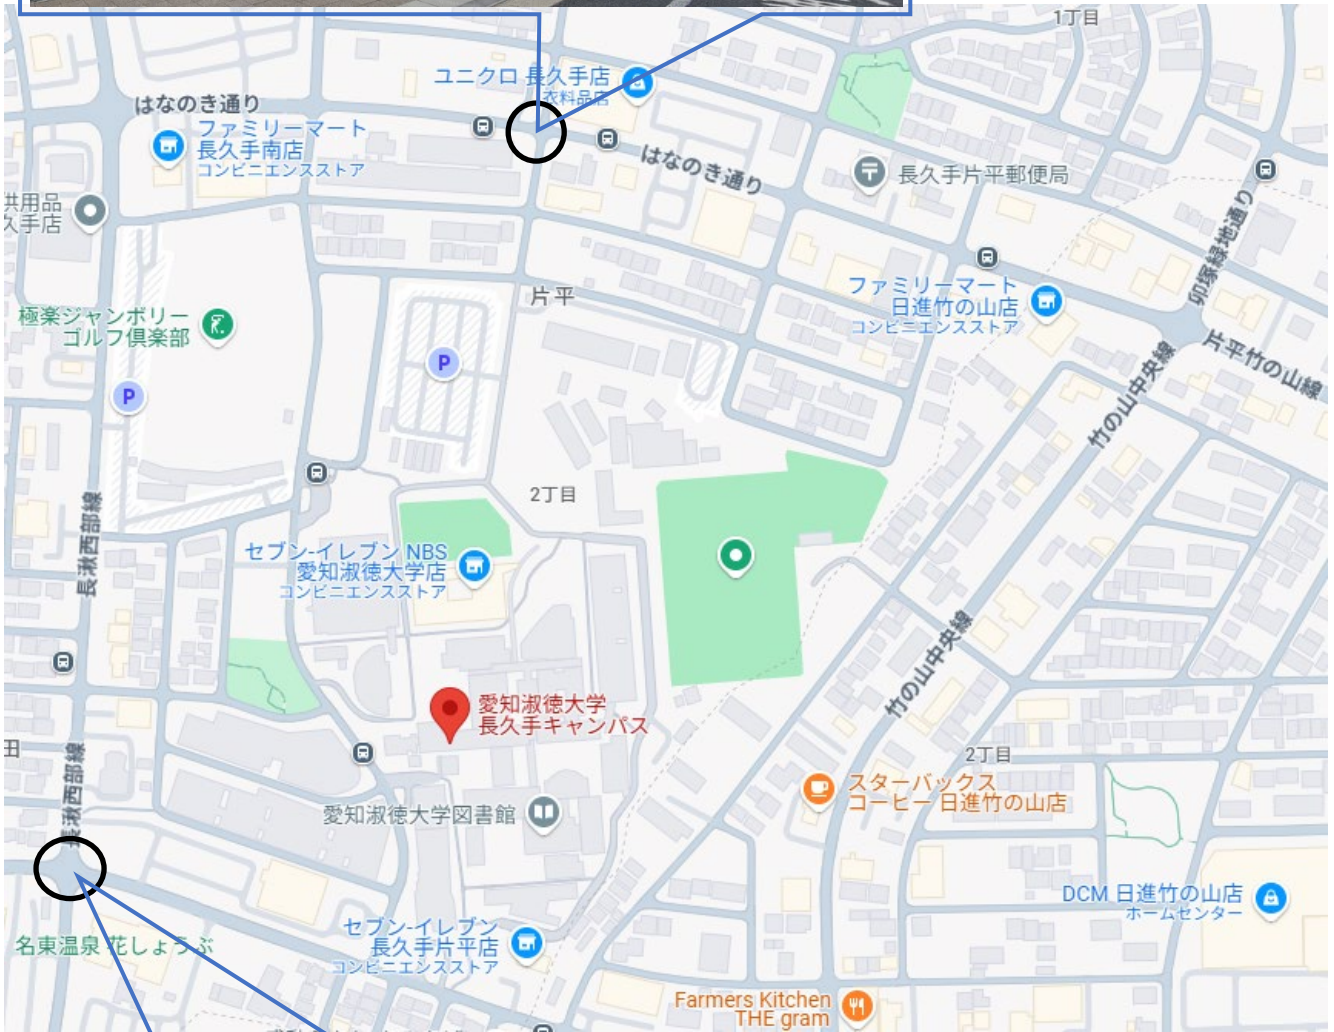 1丁目
ユニクロ 長久手店
衣料品店
はなのき通り
ファミリーマート
長久手南店
コンビニエンスストア
はなのき通り
長久手片平郵便局
供用品
久手店
卯塚緑地通り
片平
ファミリーマート
日進竹の山店
コンビニエンスストア
極楽ジャンボリー
ゴルフ倶楽部
P
P
片平竹の山線
竹の山中央線
2丁目
長湫西部線
セブン-イレブン NBS
愛知淑徳大学店
コンビニエンスストア
竹の山中央線
愛知淑徳大学
長久手キャンパス
田
長湫西部線
2丁目
スターバックス
コーヒー 日進竹の山店
愛知淑徳大学図書館
DCM 日進竹の山店
ホームセンター
名東温泉 花しょうぶ
セブン-イレブン
長久手片平店
コンビニエンスストア
Farmers Kitchen
THE gram